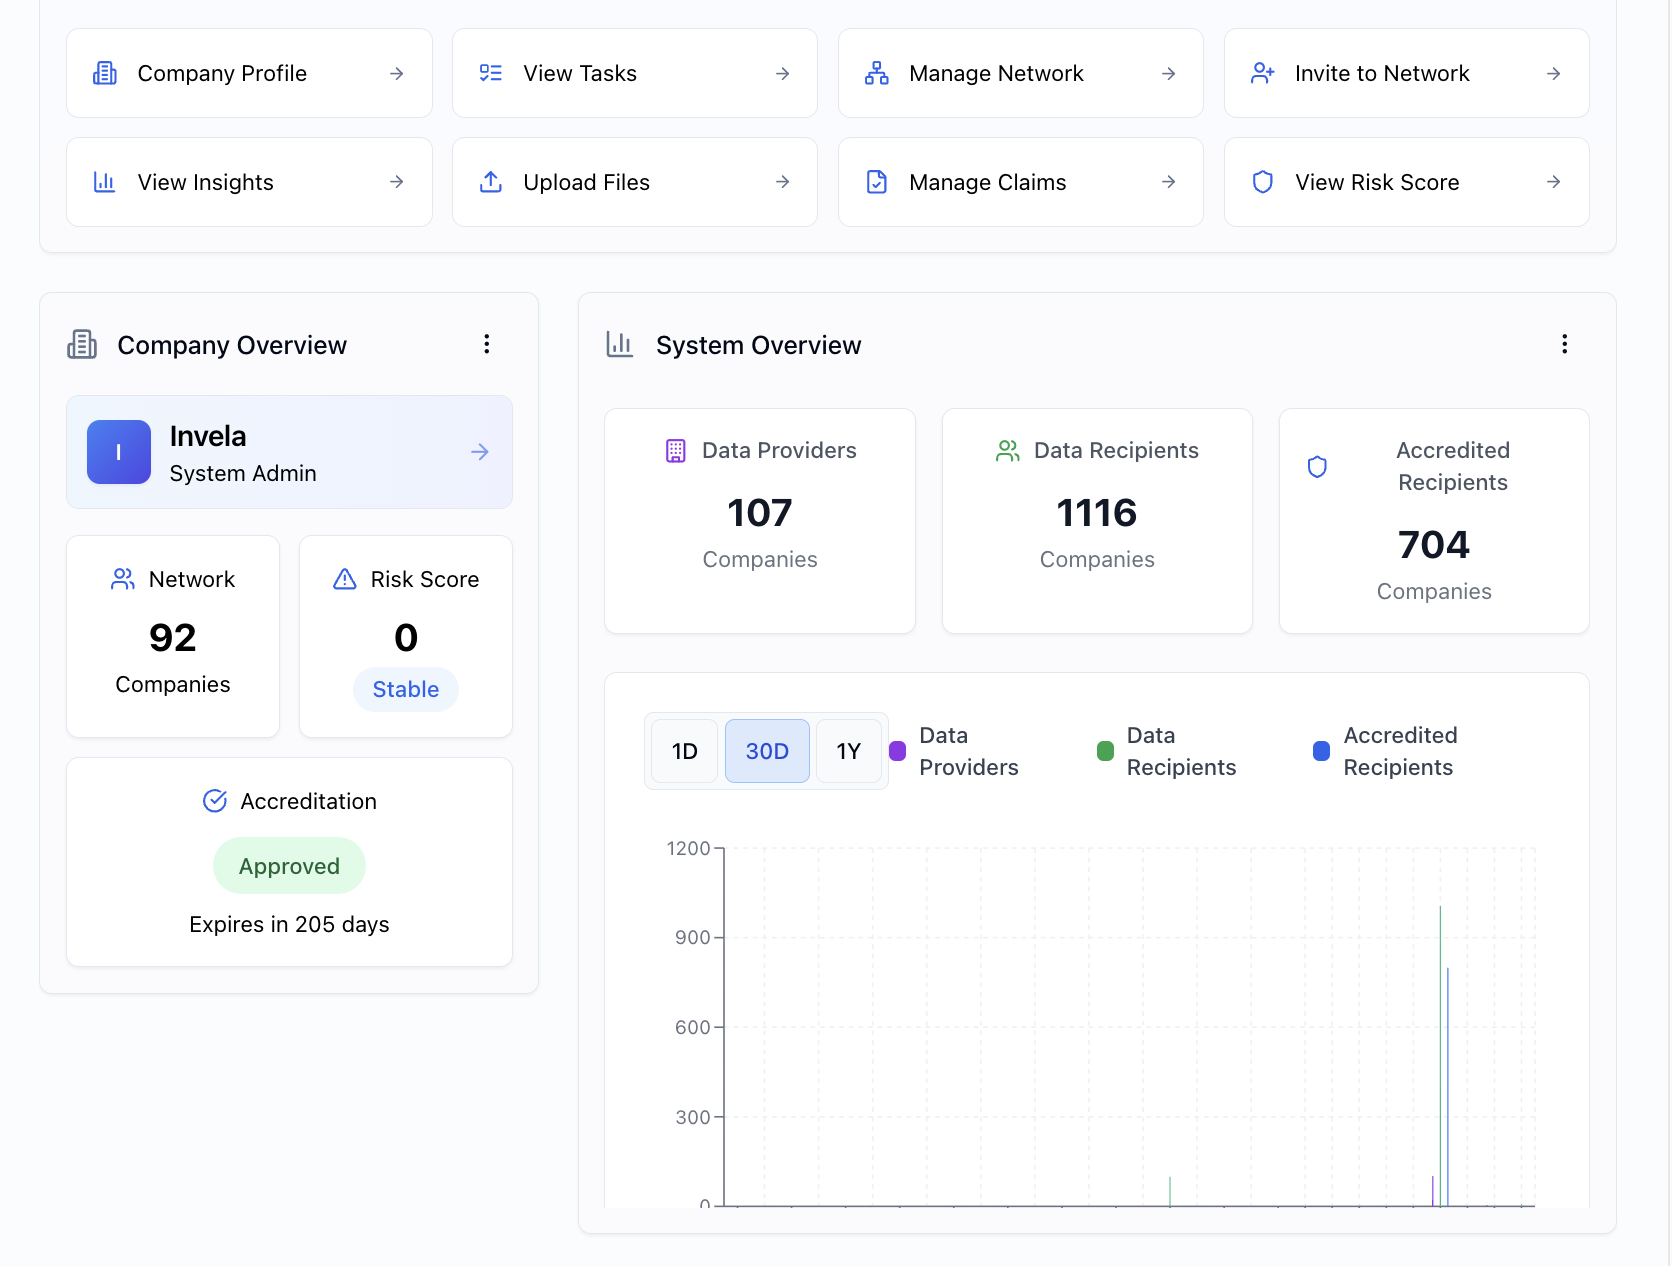 Company Profile
View Tasks
Manage Network
Invite to Network
View Insights
Upload Files
Manage Claims
View Risk Score
Company Overview
I
Invela
System Admin
Network
92
Companies
Risk Score
0
Stable
Accreditation
Approved
Expires in 205 days
System Overview
Data Providers
107
Companies
Data Recipients
1116
Companies
Accredited
Recipients
704
Companies
1D
30D
1Y
Data
Providers
Data
Recipients
Accredited
Recipients
1200
900
600
300
0